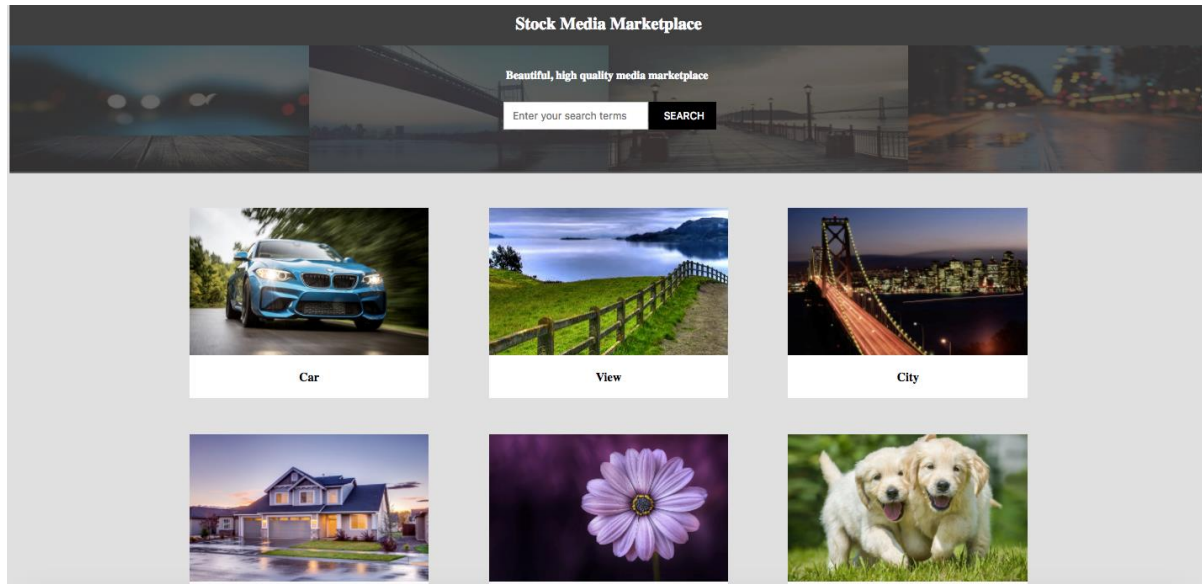 Stock Media Marketplace
Beautiful, high quality media marketplace
Enter your search terms SEARCH
Car View City